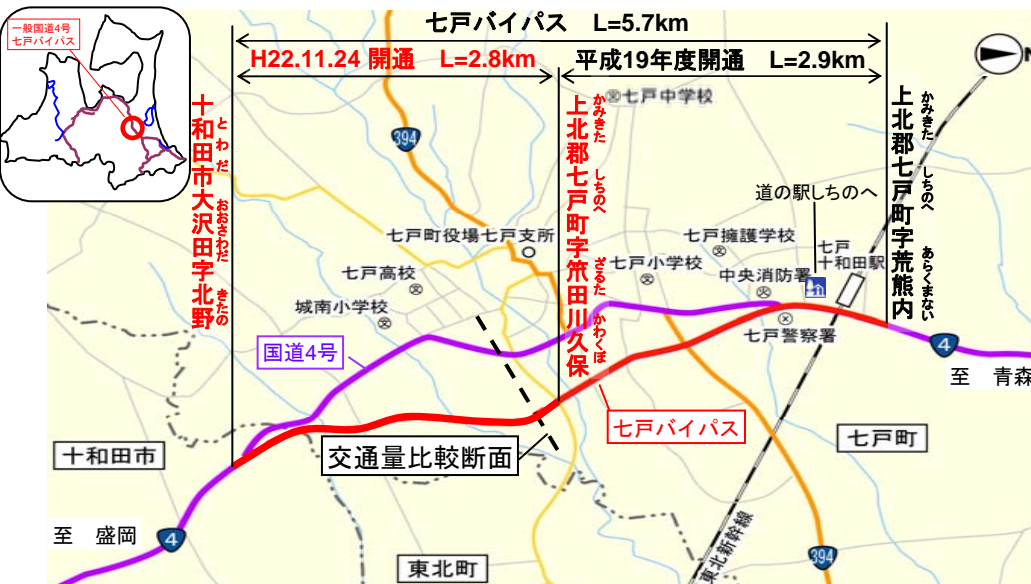 一般国道4号
七戸バイパス
七戸バイパス L=5.7km
H22.11.24 開通 L=2.8km
平成19年度開通 L=2.9km
N
十和田市大沢田字北野
とわだ おおさわだ きたの
上北郡七戸町字笊田川久保
かみきた しちのへ ざるた かわくぼ
上北郡七戸町字荒熊内
かみきた しちのへ あらくまない
394
七戸中学校
道の駅しちのへ
七戸町役場七戸支所
七戸擁護学校
七戸
十和田駅
七戸高校
七戸小学校
中央消防署
城南小学校
七戸警察署
国道4号
4
至 青森
七戸バイパス
交通量比較断面
七戸町
十和田市
至 盛岡
4
東北町
東北新幹線
394